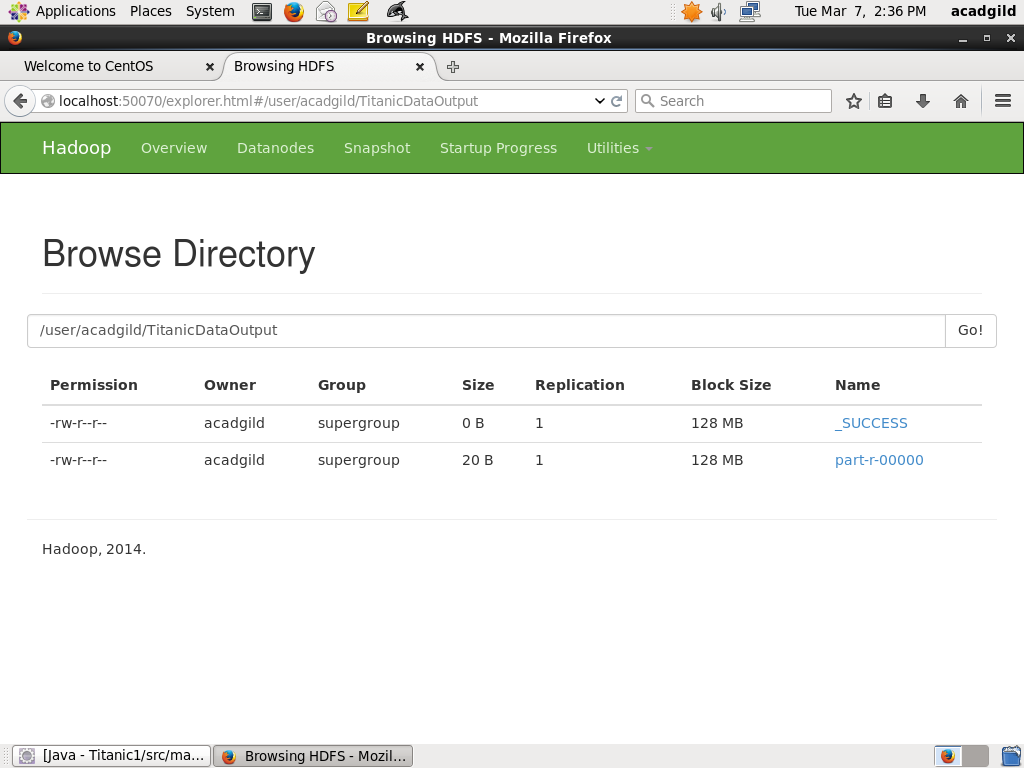 Applications Places System Tue Mar 7, 2:36 PM acadgild
Browsing HDFS - Mozilla Firefox
Welcome to CentOS Browsing HDFS
localhost:50070/explorer.html#/user/acadgild/TitanicDataOutput Search
Hadoop Overview Datanodes Snapshot Startup Progress Utilities
Browse Directory
/user/acadgild/TitanicDataOutput Go!
Permission Owner Group Size Replication Block Size Name
-rw-r--r-- acadgild supergroup 0 B 1 128 MB _SUCCESS
-rw-r--r-- acadgild supergroup 20 B 1 128 MB part-r-00000
Hadoop, 2014.
[Java - Titanic1/src/ma... Browsing HDFS - Mozil...